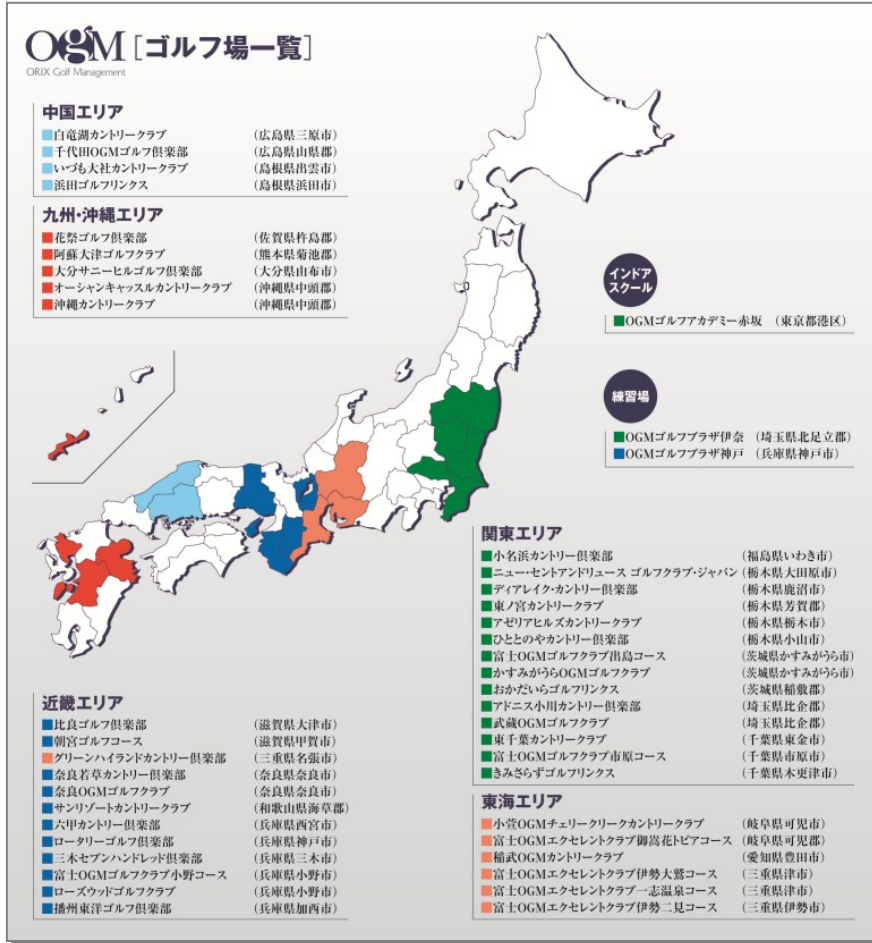 OGM [ゴルフ場一覧]
ORIX Golf Management
中国エリア
白竜湖カントリークラブ （広島県三原市）
千代田OGMゴルフ倶楽部 （広島県山県郡）
いづも大社カントリークラブ （島根県出雲市）
浜田ゴルフリンクス （島根県浜田市）
九州・沖縄エリア
花祭ゴルフ倶楽部 （佐賀県杵島郡）
阿蘇大津ゴルフクラブ （熊本県菊池郡）
大分サニーヒルゴルフ倶楽部 （大分県由布市）
オーシャンキャッスルカントリークラブ （沖縄県中頭郡）
沖縄カントリークラブ （沖縄県中頭郡）
インドア
スクール
OGMゴルフアカデミー赤坂 （東京都港区）
練習場
OGMゴルフプラザ伊奈 （埼玉県北足立郡）
OGMゴルフプラザ神戸 （兵庫県神戸市）
関東エリア
小名浜カントリー倶楽部 （福島県いわき市）
ニュー・セントアンドリュース ゴルフクラブ・ジャパン （栃木県大田原市）
ディアレイク・カントリー倶楽部 （栃木県鹿沼市）
東ノ宮カントリークラブ （栃木県芳賀郡）
アゼリアヒルズカントリークラブ （栃木県栃木市）
ひととのやカントリー倶楽部 （栃木県小山市）
富士OGMゴルフクラブ出島コース （茨城県かすみがうら市）
かすみがうらOGMゴルフクラブ （茨城県かすみがうら市）
おかだいらゴルフリンクス （茨城県稲敷郡）
アドニス小川カントリー倶楽部 （埼玉県比企郡）
武蔵OGMゴルフクラブ （埼玉県比企郡）
東千葉カントリークラブ （千葉県東金市）
富士OGMゴルフクラブ市原コース （千葉県市原市）
きみさらずゴルフリンクス （千葉県木更津市）
近畿エリア
比良ゴルフ倶楽部 （滋賀県大津市）
朝宮ゴルフコース （滋賀県甲賀市）
グリーンハイランドカントリー倶楽部 （三重県名張市）
奈良若草カントリー倶楽部 （奈良県奈良市）
奈良OGMゴルフクラブ （奈良県奈良市）
サンリゾートカントリークラブ （和歌山県海草郡）
六甲カントリー倶楽部 （兵庫県西宮市）
ロータリーゴルフ倶楽部 （兵庫県神戸市）
三木セブンハンドレッド倶楽部 （兵庫県三木市）
富士OGMゴルフクラブ小野コース （兵庫県小野市）
ローズウッドゴルフクラブ （兵庫県小野市）
播州東洋ゴルフ倶楽部 （兵庫県加西市）
東海エリア
小萱OGMチェリークリークカントリークラブ （岐阜県可児市）
富士OGMエクセレントクラブ御嵩花トピアコース （岐阜県可児郡）
稲武OGMカントリークラブ （愛知県豊田市）
富士OGMエクセレントクラブ伊勢大鷲コース （三重県津市）
富士OGMエクセレントクラブ一志温泉コース （三重県津市）
富士OGMエクセレントクラブ伊勢二見コース （三重県伊勢市）